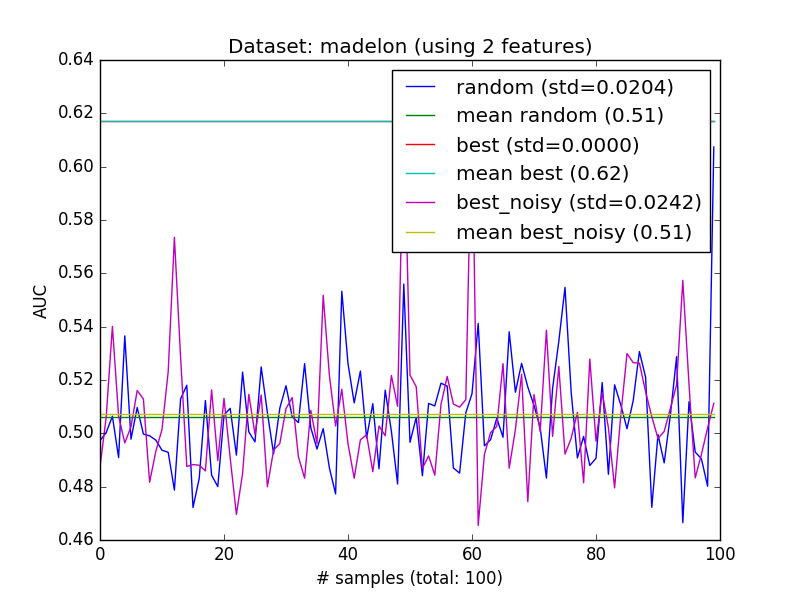 Dataset: madelon (using 2 features)
0.64
0.62
0.60
0.58
0.56
0.54
0.52
0.50
0.48
0.46
AUC
random (std=0.0204)
mean random (0.51)
best (std=0.0000)
mean best (0.62)
best_noisy (std=0.0242)
mean best_noisy (0.51)
0 20 40 60 80 100
# samples (total: 100)